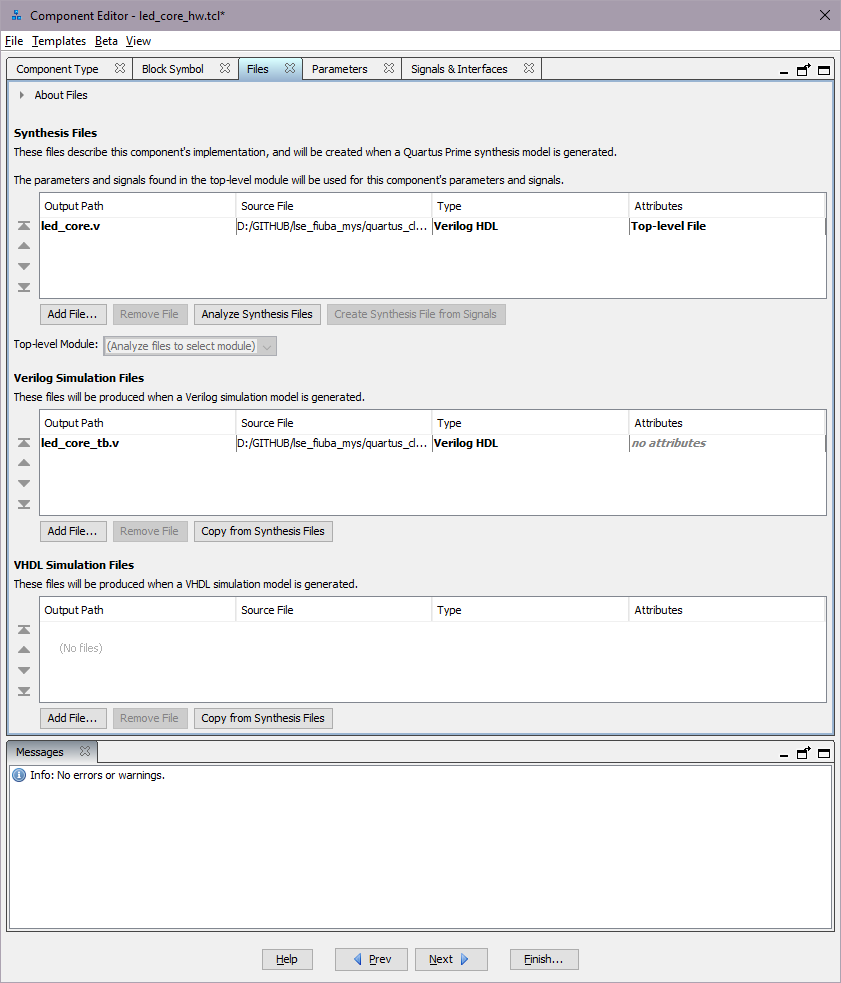 Component Editor - led_core_hw.tcl*
File Templates Beta View
Component Type Block Symbol Files Parameters Signals & Interfaces
About Files
Synthesis Files
These files describe this component's implementation, and will be created when a Quartus Prime synthesis model is generated.
The parameters and signals found in the top-level module will be used for this component's parameters and signals.
Output Path Source File Type Attributes
led_core.v D:/GITHUB/lse_fiuba_mys/quartus_cl... Verilog HDL Top-level File
Add File... Remove File Analyze Synthesis Files Create Synthesis File from Signals
Top-level Module: (Analyze files to select module)
Verilog Simulation Files
These files will be produced when a Verilog simulation model is generated.
Output Path Source File Type Attributes
led_core_tb.v D:/GITHUB/lse_fiuba_mys/quartus_cl... Verilog HDL no attributes
Add File... Remove File Copy from Synthesis Files
VHDL Simulation Files
These files will be produced when a VHDL simulation model is generated.
Output Path Source File Type Attributes
(No files)
Add File... Remove File Copy from Synthesis Files
Messages
Info: No errors or warnings.
Help Prev Next Finish...